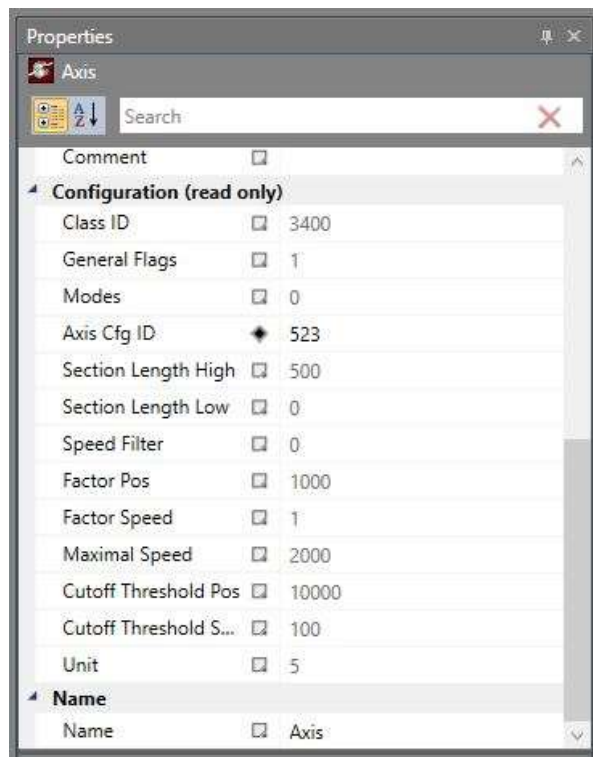 Properties
Axis
A
Z
Search
Comment
Configuration (read only)
Class ID 3400
General Flags 1
Modes 0
Axis Cfg ID 523
Section Length High 500
Section Length Low 0
Speed Filter 0
Factor Pos 1000
Factor Speed 1
Maximal Speed 2000
Cutoff Threshold Pos 10000
Cutoff Threshold S... 100
Unit 5
Name
Name Axis